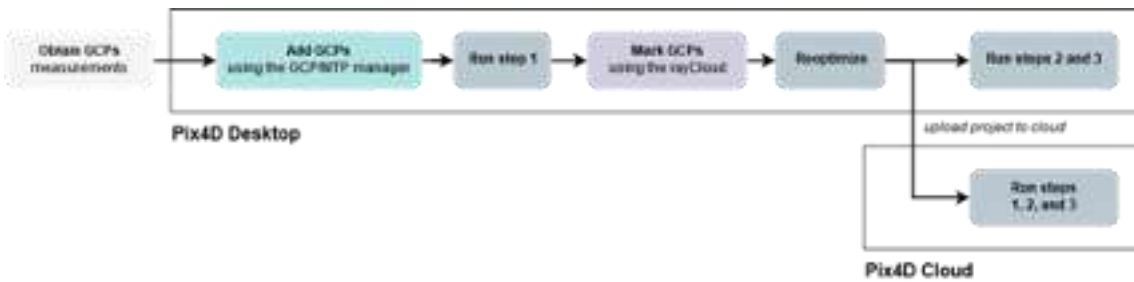 Obtain GCPs
measurements
Add GCPs
using the GCP/MTP manager
Run step 1
Mark GCPs
using the rayCloud
Reoptimize
Run steps 2 and 3
Pix4D Desktop
upload project to cloud
Run steps
1, 2, and 3
Pix4D Cloud